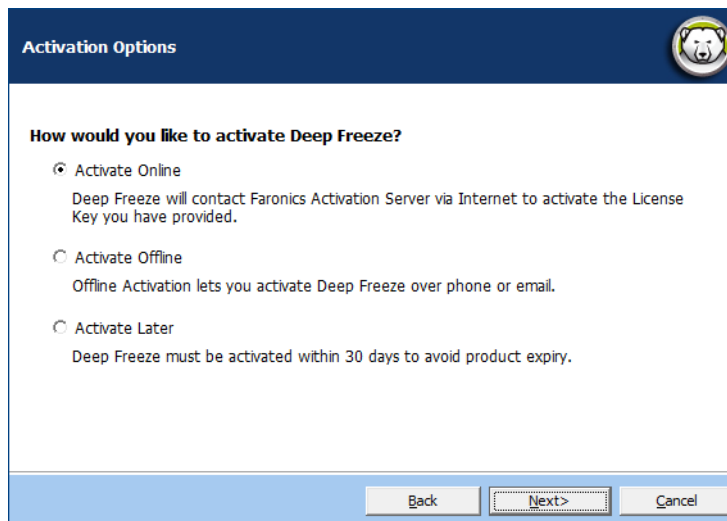 Activation Options
How would you like to activate Deep Freeze?
Activate Online
Deep Freeze will contact Faronics Activation Server via Internet to activate the License
Key you have provided.
Activate Offline
Offline Activation lets you activate Deep Freeze over phone or email.
Activate Later
Deep Freeze must be activated within 30 days to avoid product expiry.
Back Next> Cancel